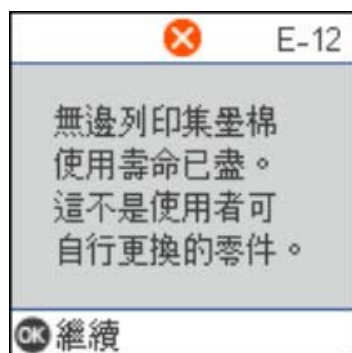 E-12
無邊列印集墨棉
使用壽命已盡。
這不是使用者可
自行更換的零件。
OK 繼續